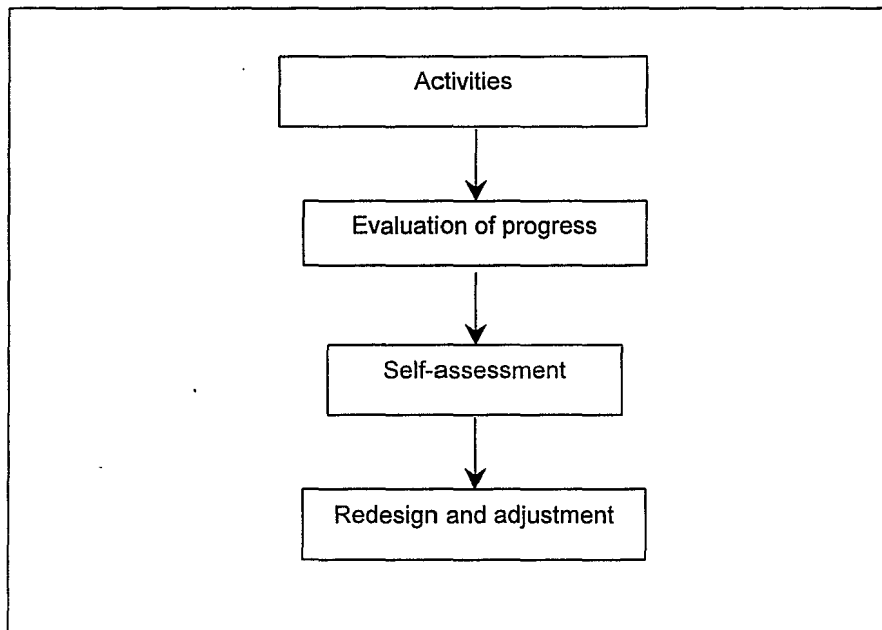 Activities
Evaluation of progress
Self-assessment
Redesign and adjustment